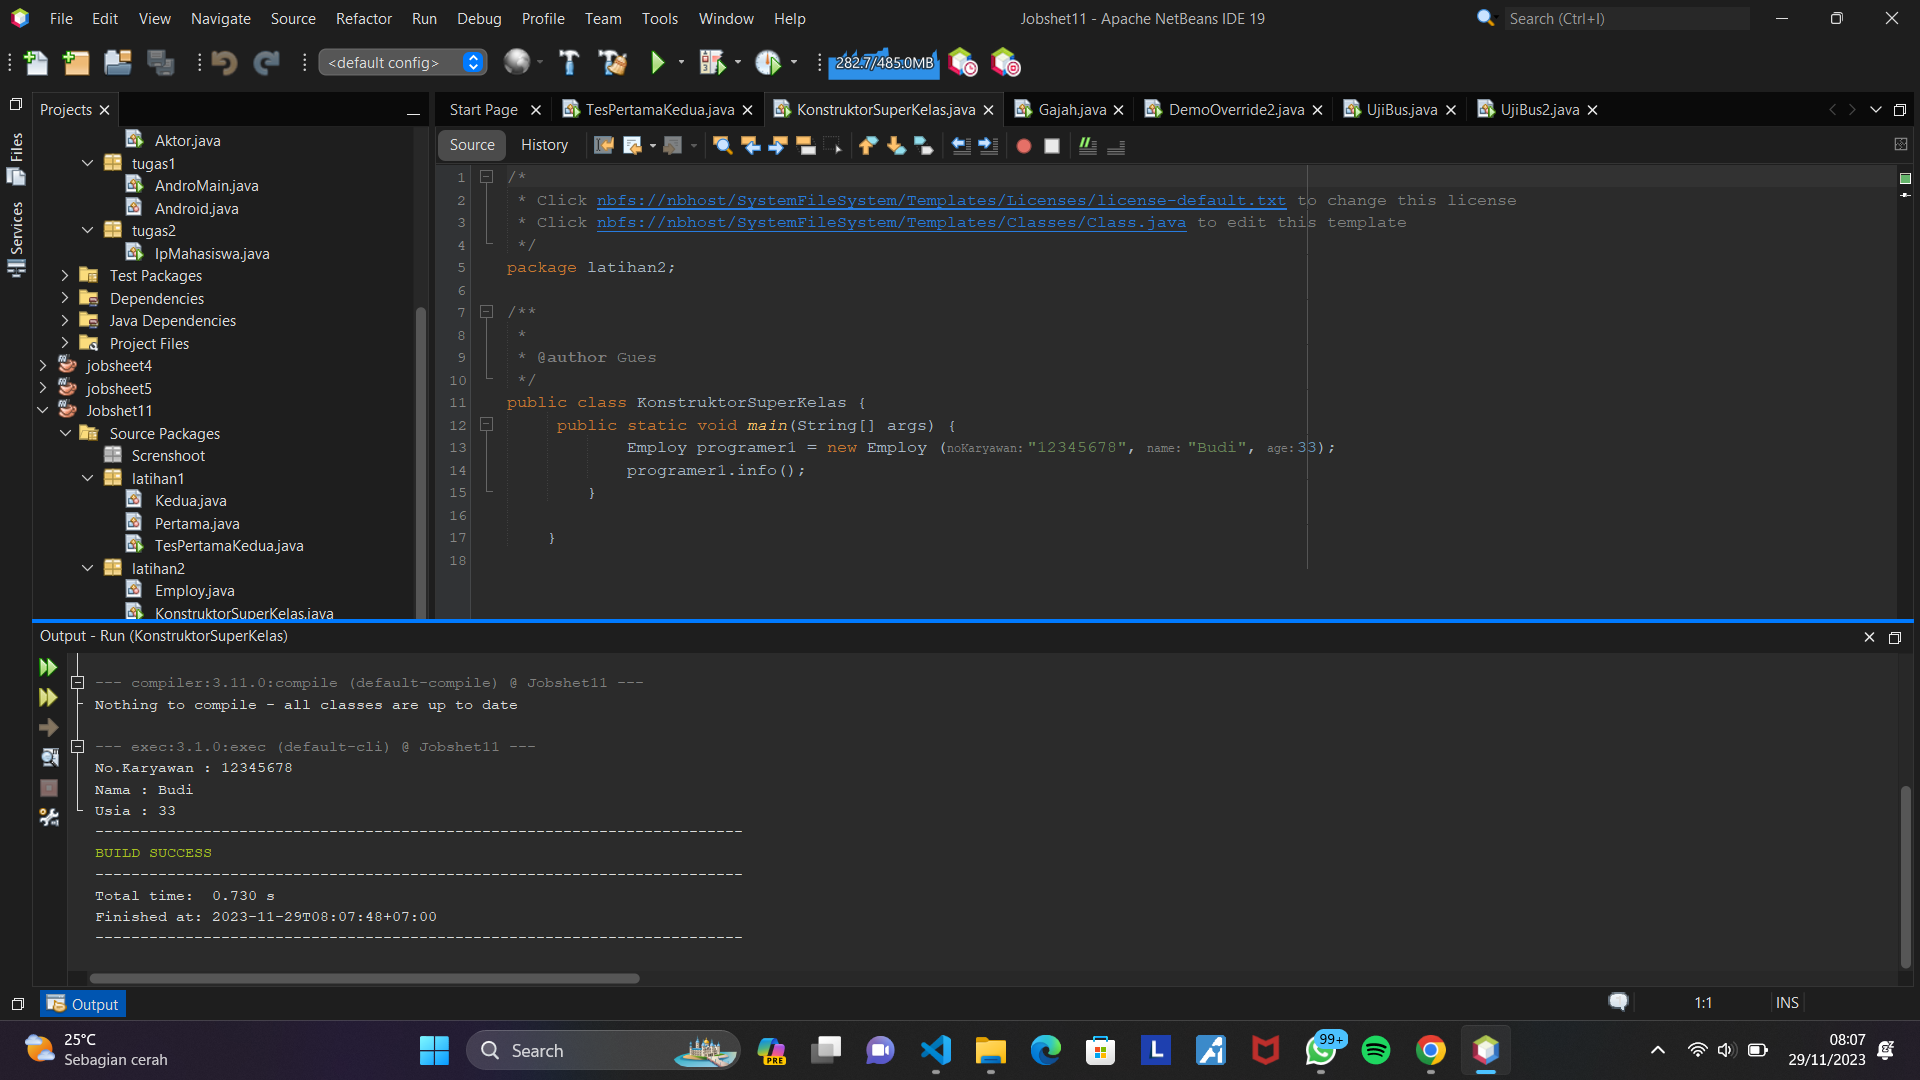 File Edit View Navigate Source Refactor Run Debug Profile Team Tools Window Help
Jobshet11 - Apache NetBeans IDE 19
Search (Ctrl+I)
<default config>
282.7/485.0MB
Files
Services
Projects
Aktor.java
tugas1
AndroMain.java
Android.java
tugas2
IpMahasiswa.java
Test Packages
Dependencies
Java Dependencies
Project Files
jobsheet4
jobsheet5
Jobshet11
Source Packages
Screnshoot
latihan1
Kedua.java
Pertama.java
TesPertamaKedua.java
latihan2
Employ.java
KonstruktorSuperKelas.java
Start Page TesPertamaKedua.java KonstruktorSuperKelas.java Gajah.java DemoOverride2.java UjiBus.java UjiBus2.java
Source History
1 /*
2 * Click nbfs://nbhost/SystemFileSystem/Templates/Licenses/license-default.txt to change this license
3 * Click nbfs://nbhost/SystemFileSystem/Templates/Classes/Class.java to edit this template
4 */
5 package latihan2;
6
7 /**
8 *
9 * @author Gues
10 */
11 public class KonstruktorSuperKelas {
12 public static void main(String[] args) {
13 Employ programer1 = new Employ (noKaryawan: "12345678", name: "Budi", age: 33);
14 programer1.info();
15 }
16
17 }
18
Output - Run (KonstruktorSuperKelas)
--- compiler:3.11.0:compile (default-compile) @ Jobshet11 ---
Nothing to compile - all classes are up to date
--- exec:3.1.0:exec (default-cli) @ Jobshet11 ---
No.Karyawan : 12345678
Nama : Budi
Usia : 33
------------------------------------------------------------------------
BUILD SUCCESS
------------------------------------------------------------------------
Total time:  0.730 s
Finished at: 2023-11-29T08:07:48+07:00
------------------------------------------------------------------------
Output
1:1
INS
25°C
Sebagian cerah
Search
PRE
L
99+
08:07
29/11/2023